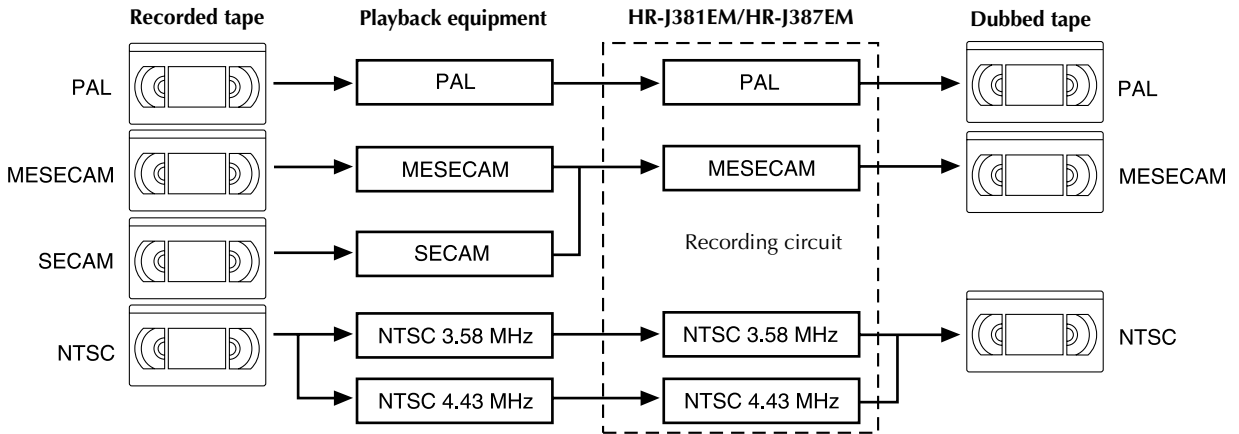 Recorded tape
Playback equipment
HR-J381EM/HR-J387EM
Dubbed tape
PAL
PAL
PAL
PAL
MESECAM
MESECAM
MESECAM
MESECAM
SECAM
SECAM
Recording circuit
NTSC
NTSC 3.58 MHz
NTSC 3.58 MHz
NTSC
NTSC 4.43 MHz
NTSC 4.43 MHz